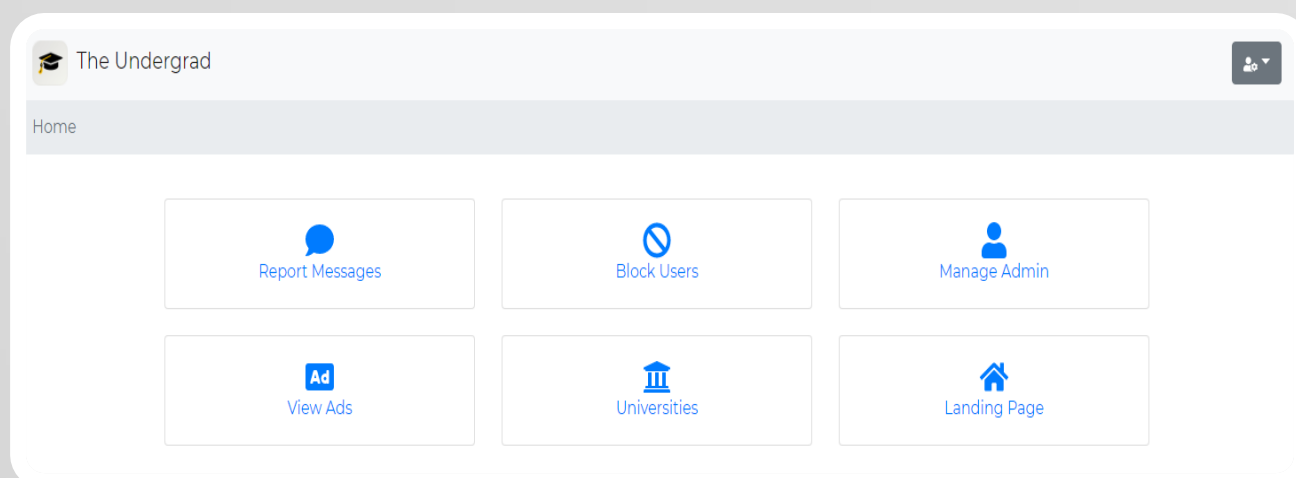 The Undergrad
Home
Report Messages
Block Users
Manage Admin
Ad
View Ads
Universities
Landing Page